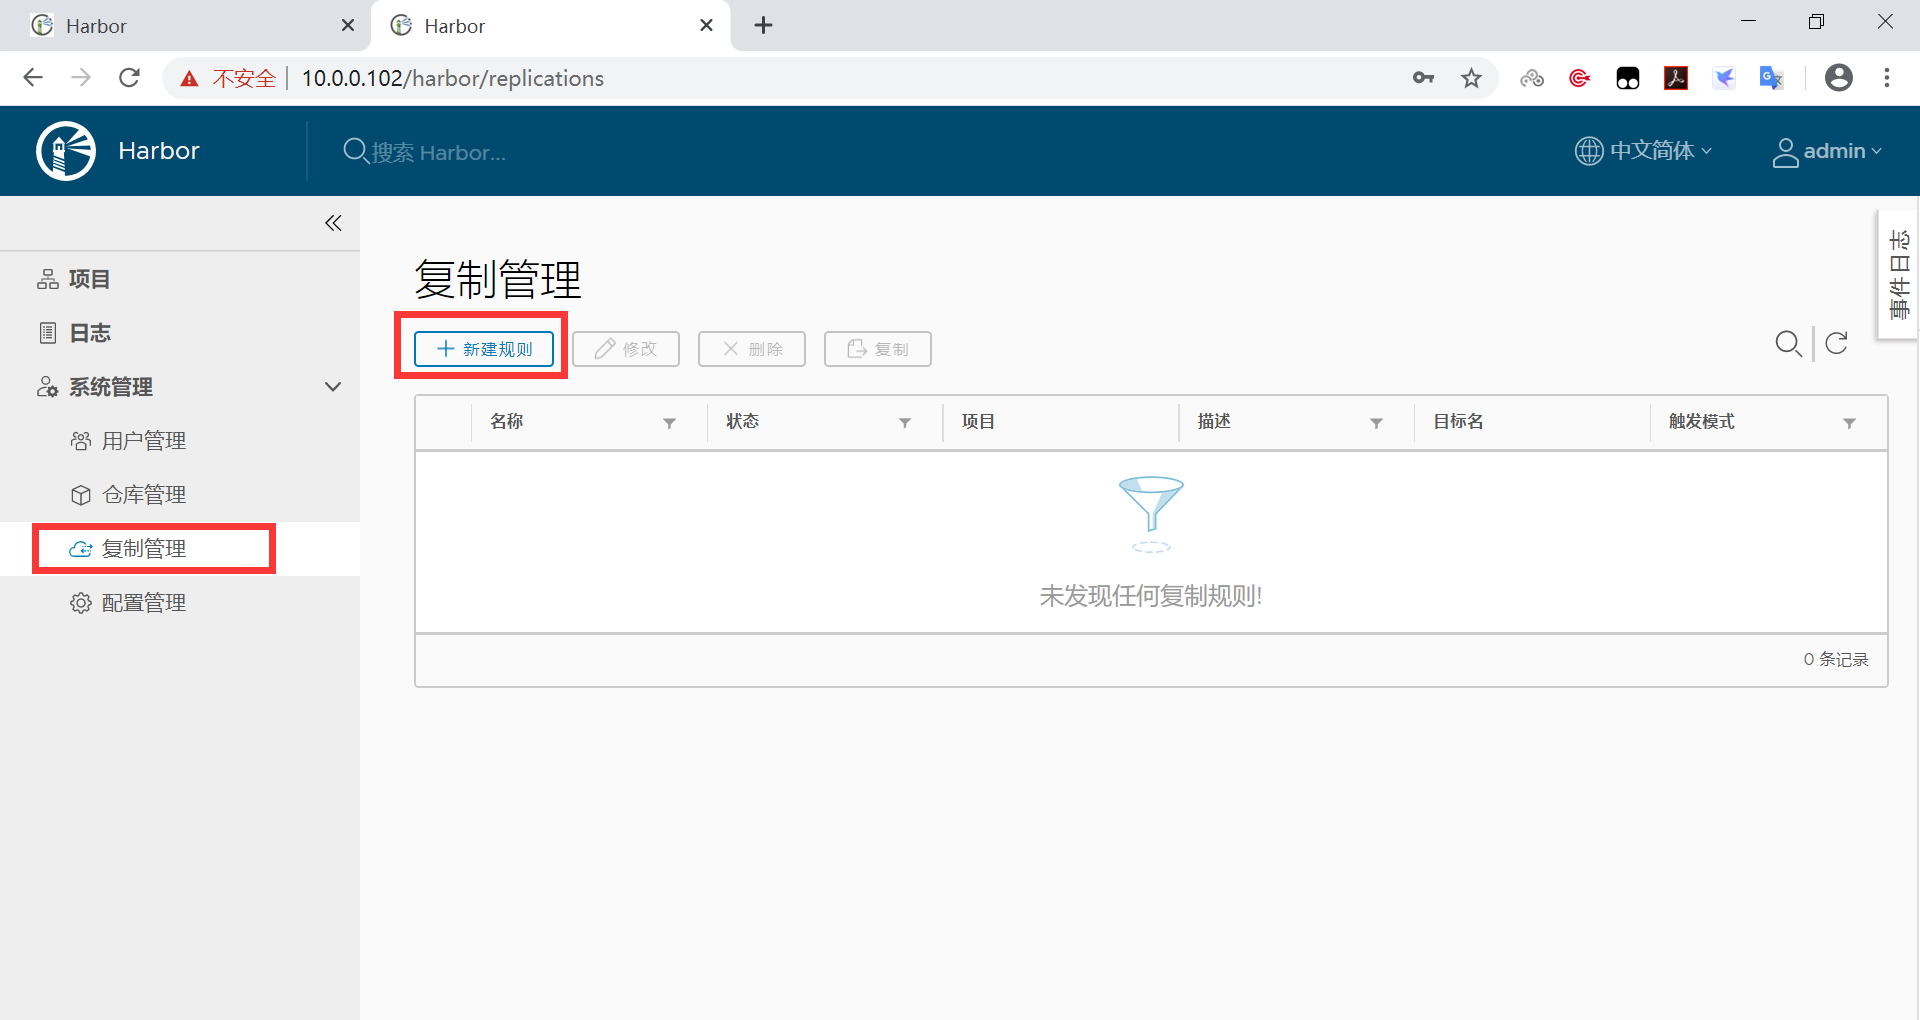 Harbor
Harbor
不安全 10.0.0.102/harbor/replications
Harbor
搜索 Harbor...
中文简体
admin
项目
日志
系统管理
用户管理
仓库管理
复制管理
配置管理
事件日志
复制管理
新建规则 修改 删除 复制
名称 状态 项目 描述 目标名 触发模式
未发现任何复制规则!
0 条记录